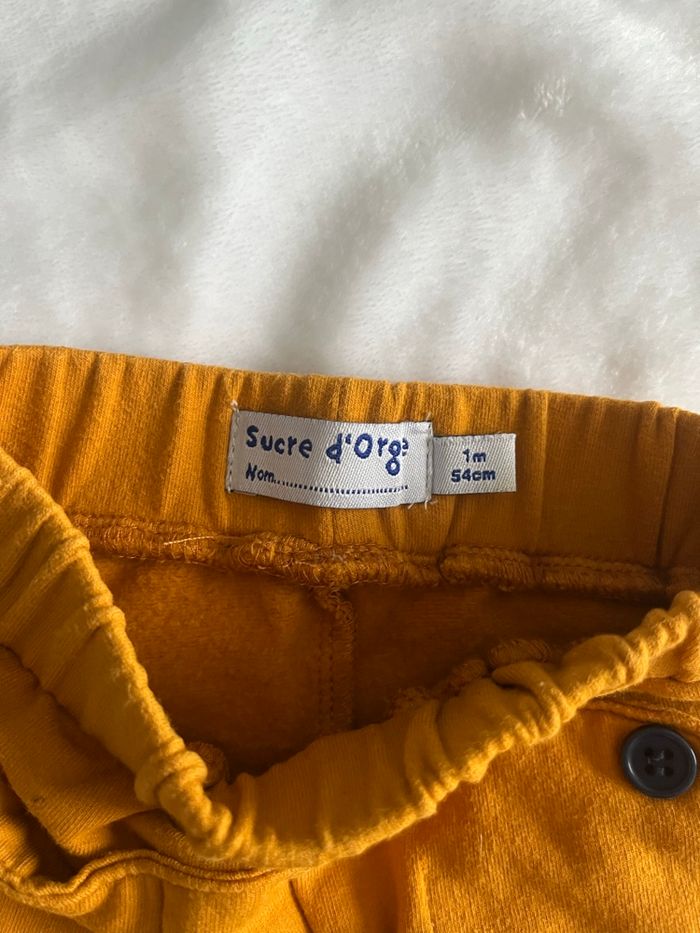 Sucre d'Orge
Nom.................................
1m
54cm